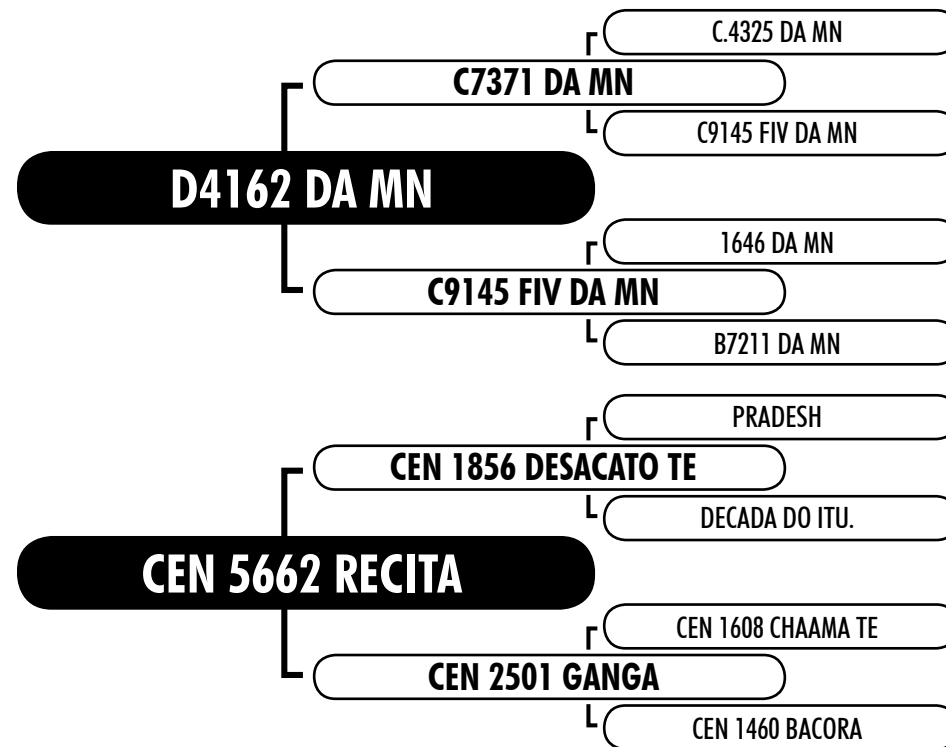 C.4325 DA MN
C7371 DA MN
C9145 FIV DA MN
D4162 DA MN
1646 DA MN
C9145 FIV DA MN
B7211 DA MN
PRADESH
CEN 1856 DESACATO TE
DECADA DO ITU.
CEN 5662 RECITA
CEN 1608 CHAAMA TE
CEN 2501 GANGA
CEN 1460 BACORA